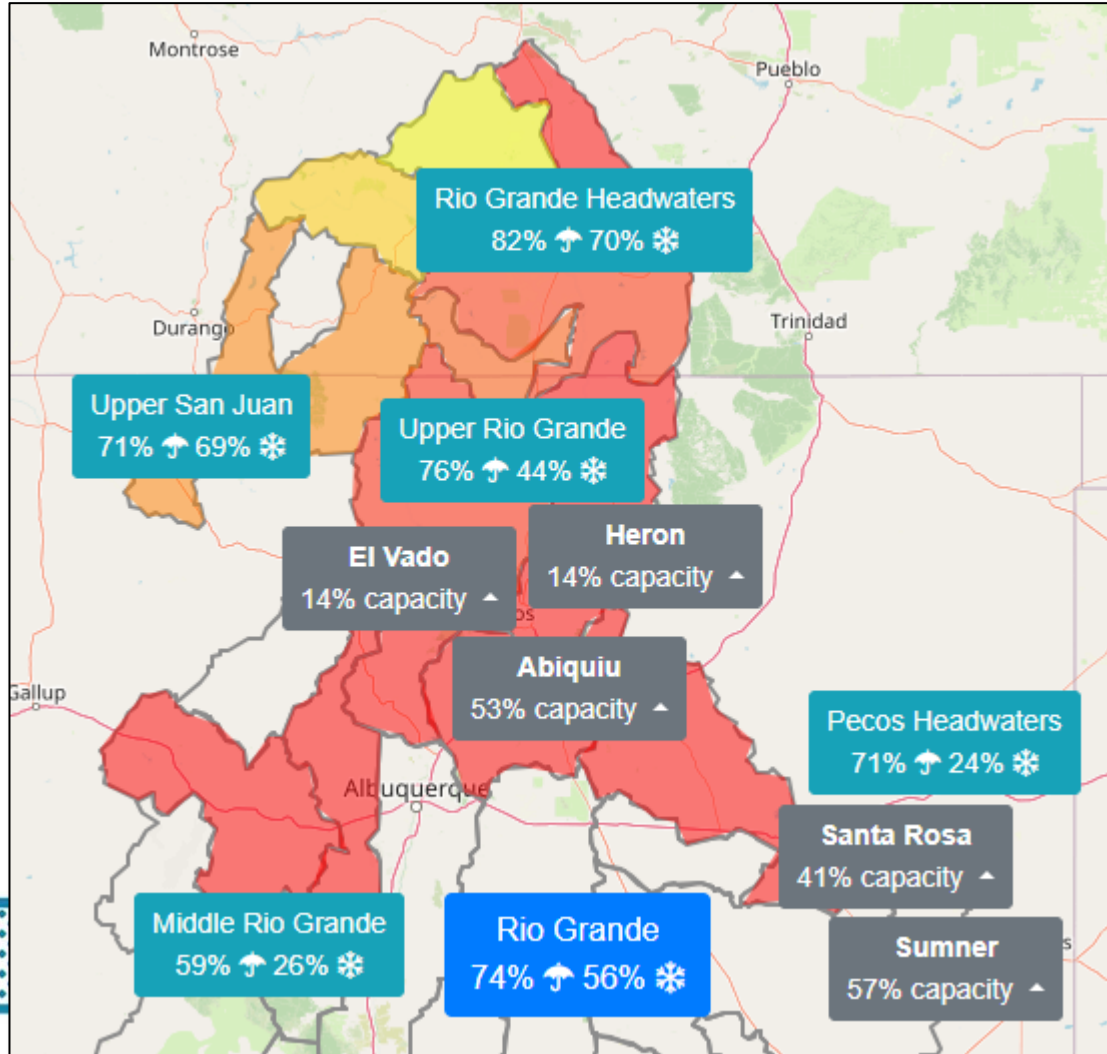 Montrose
Pueblo
Rio Grande Headwaters
82% ☂ 70% ❄
Durango
Trinidad
Upper San Juan
71% ☂ 69% ❄
Upper Rio Grande
76% ☂ 44% ❄
El Vado
14% capacity
Heron
14% capacity
Abiquiu
53% capacity
Gallup
Pecos Headwaters
71% ☂ 24% ❄
Albuquerque
Santa Rosa
41% capacity
Middle Rio Grande
59% ☂ 26% ❄
Rio Grande
74% ☂ 56% ❄
Sumner
57% capacity